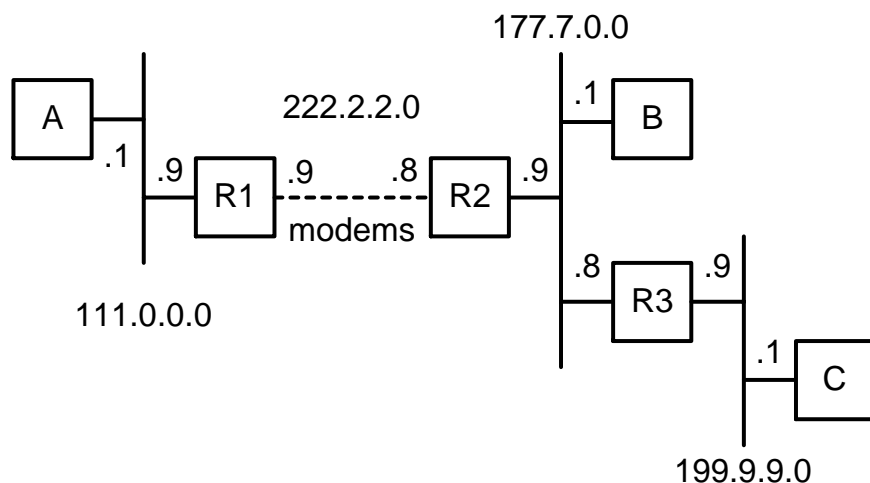 177.7.0.0
A
.1
222.2.2.0
.1
B
.9
R1
.9
.8
R2
.9
modems
111.0.0.0
.8
R3
.9
.1
C
199.9.9.0